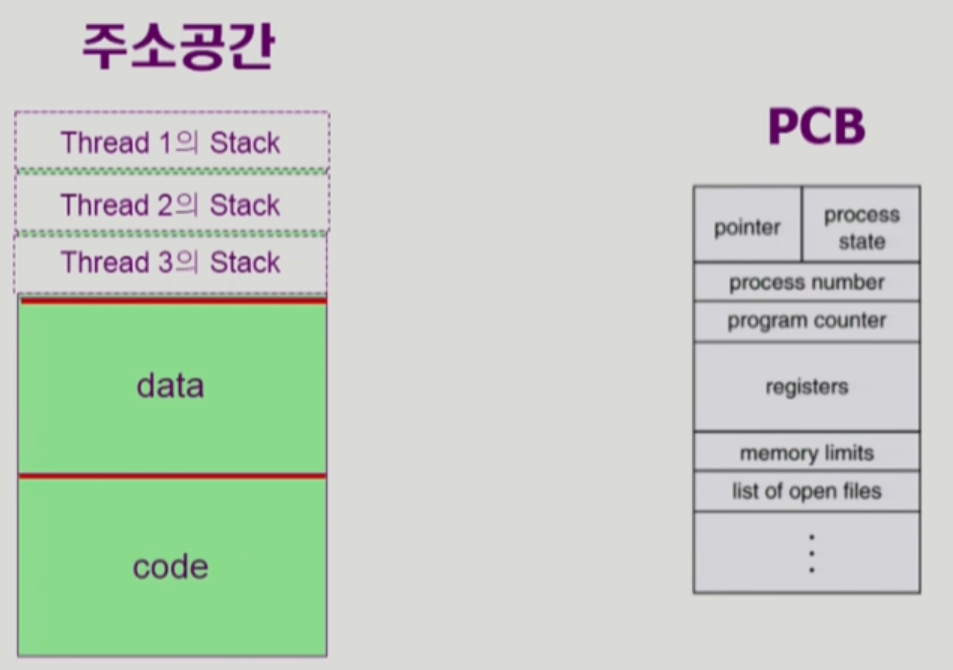 주소공간
Thread 1의 Stack
Thread 2의 Stack
Thread 3의 Stack
data
code
PCB
pointer
process
state
process number
program counter
registers
memory limits
list of open files